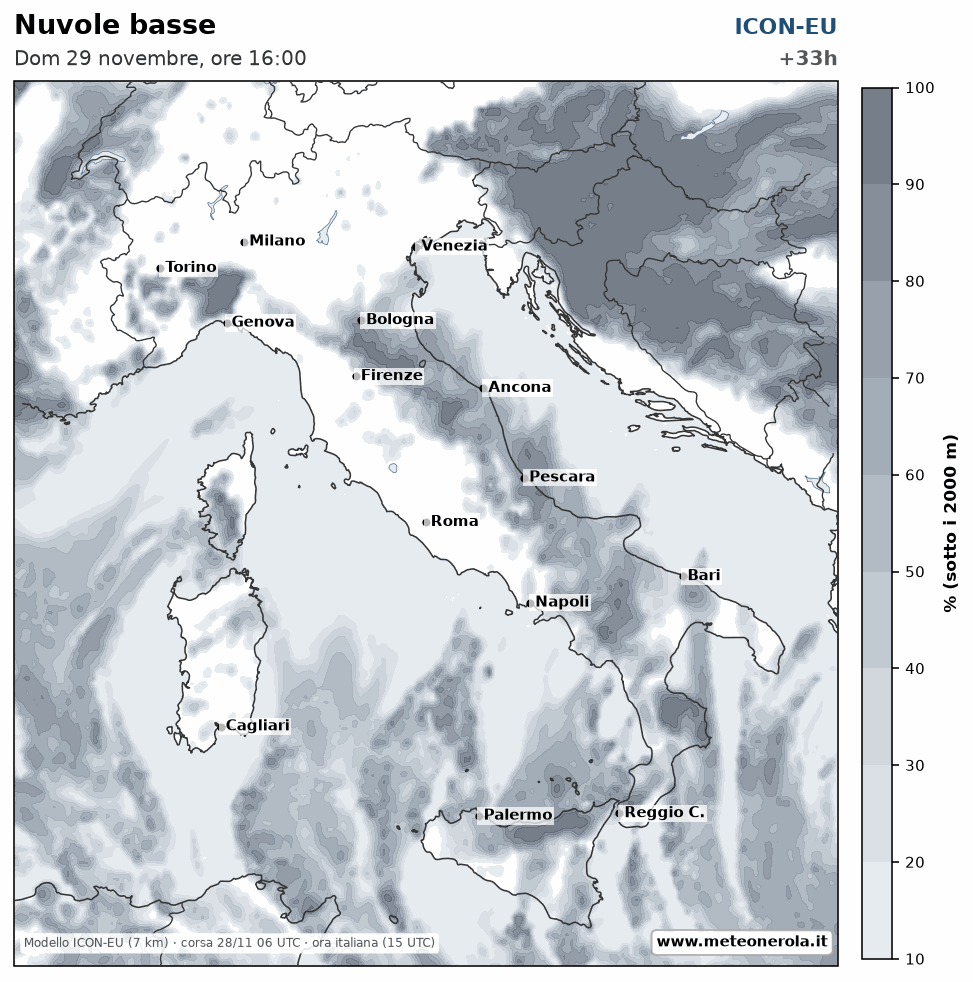 Nuvole basse
ICON-EU
Dom 29 novembre, ore 16:00
+33h
Milano
Venezia
Torino
Genova
Bologna
Firenze
Ancona
Pescara
Roma
Bari
Napoli
Cagliari
Palermo
Reggio C.
100
90
80
70
60
50
40
30
20
10
% (sotto i 2000 m)
Modello ICON-EU (7 km) · corsa 28/11 06 UTC · ora italiana (15 UTC)
www.meteonerola.it